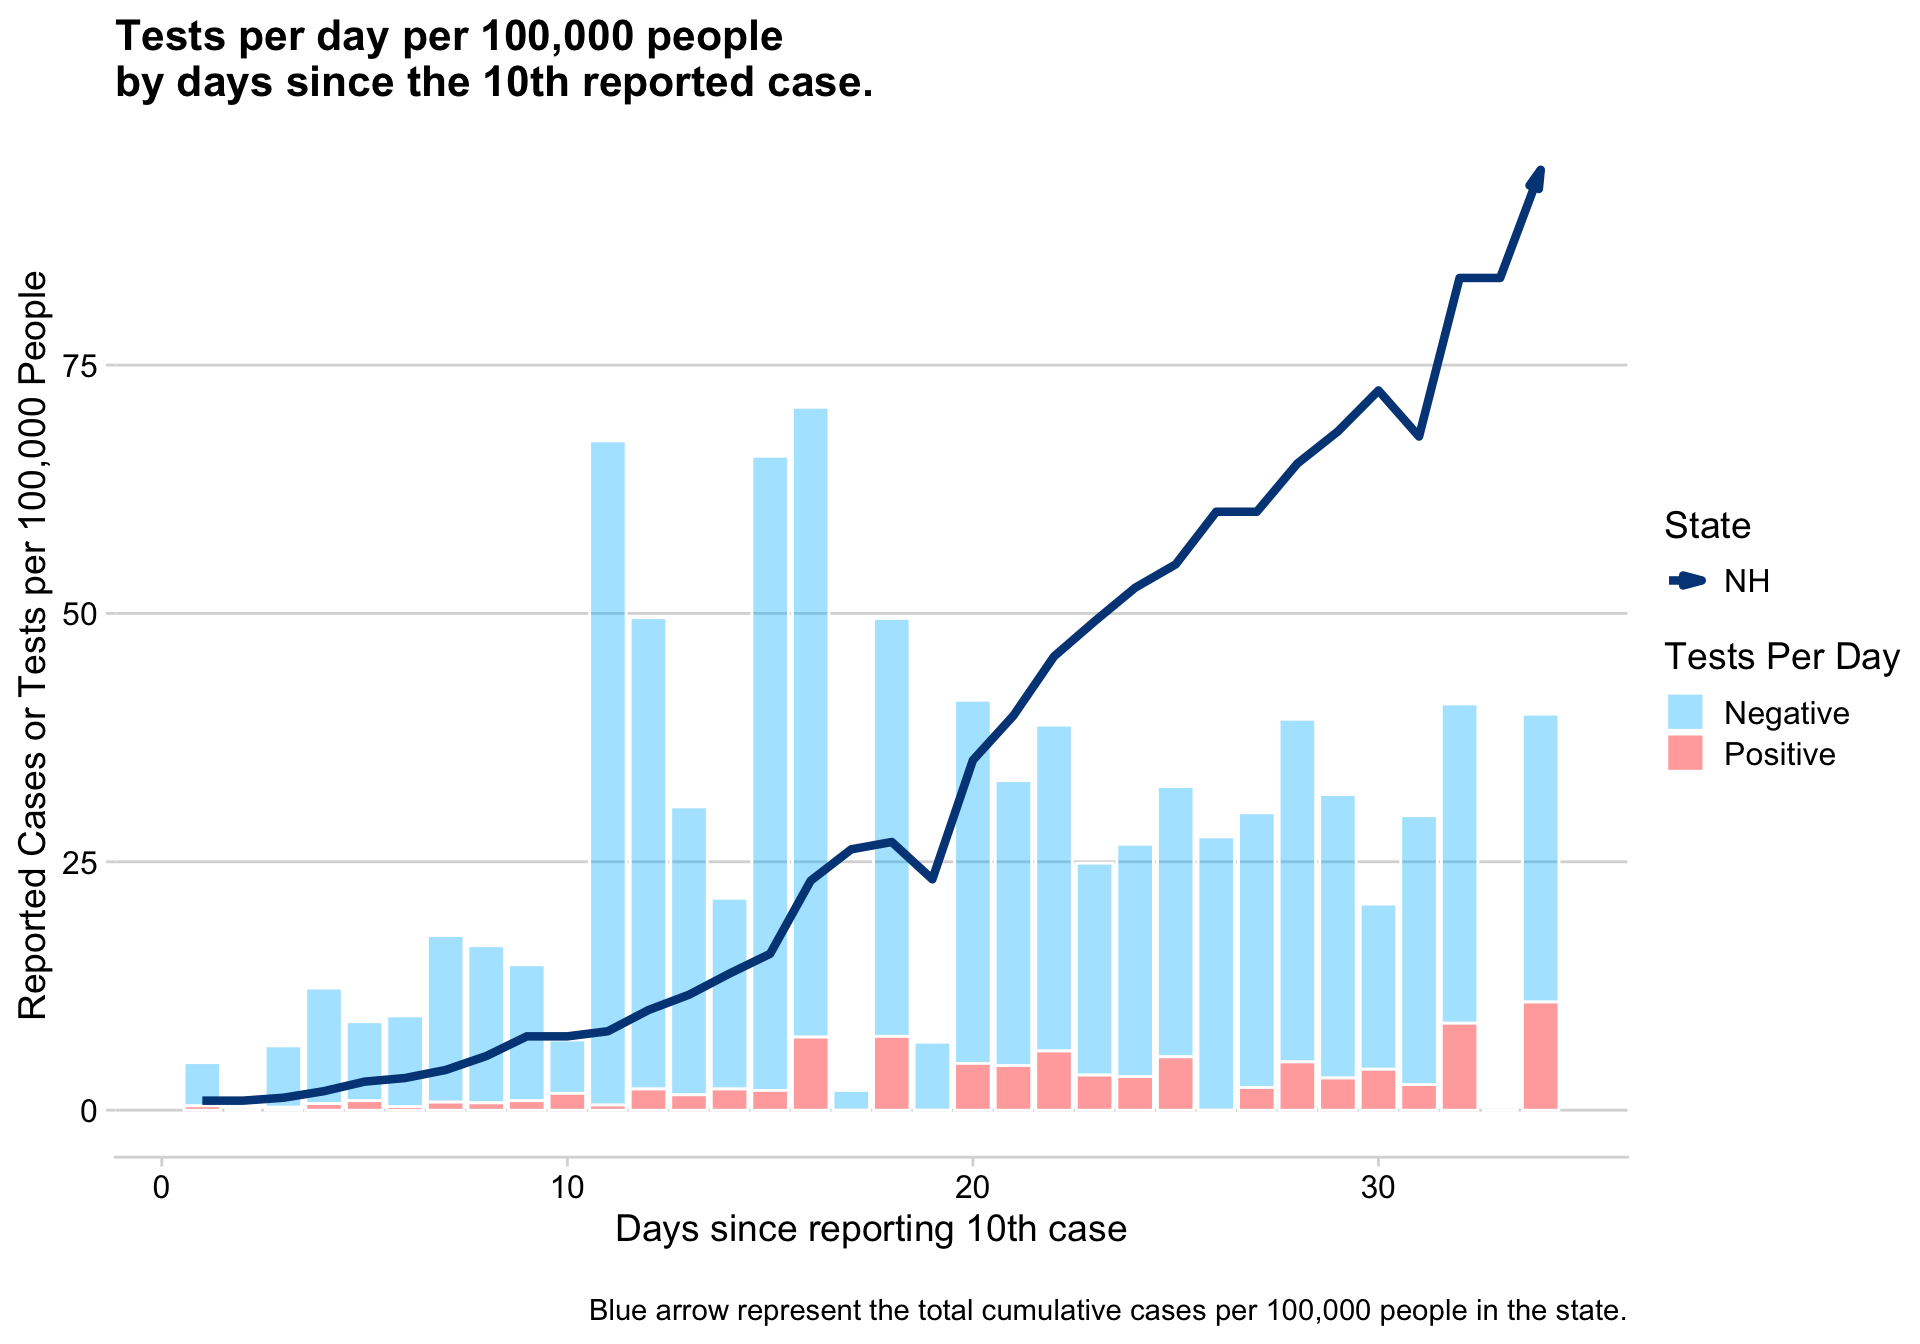 Tests per day per 100,000 people
by days since the 10th reported case.
Reported Cases or Tests per 100,000 People
75
50
25
0
0
10
20
30
Days since reporting 10th case
State
NH
Tests Per Day
Negative
Positive
Blue arrow represent the total cumulative cases per 100,000 people in the state.